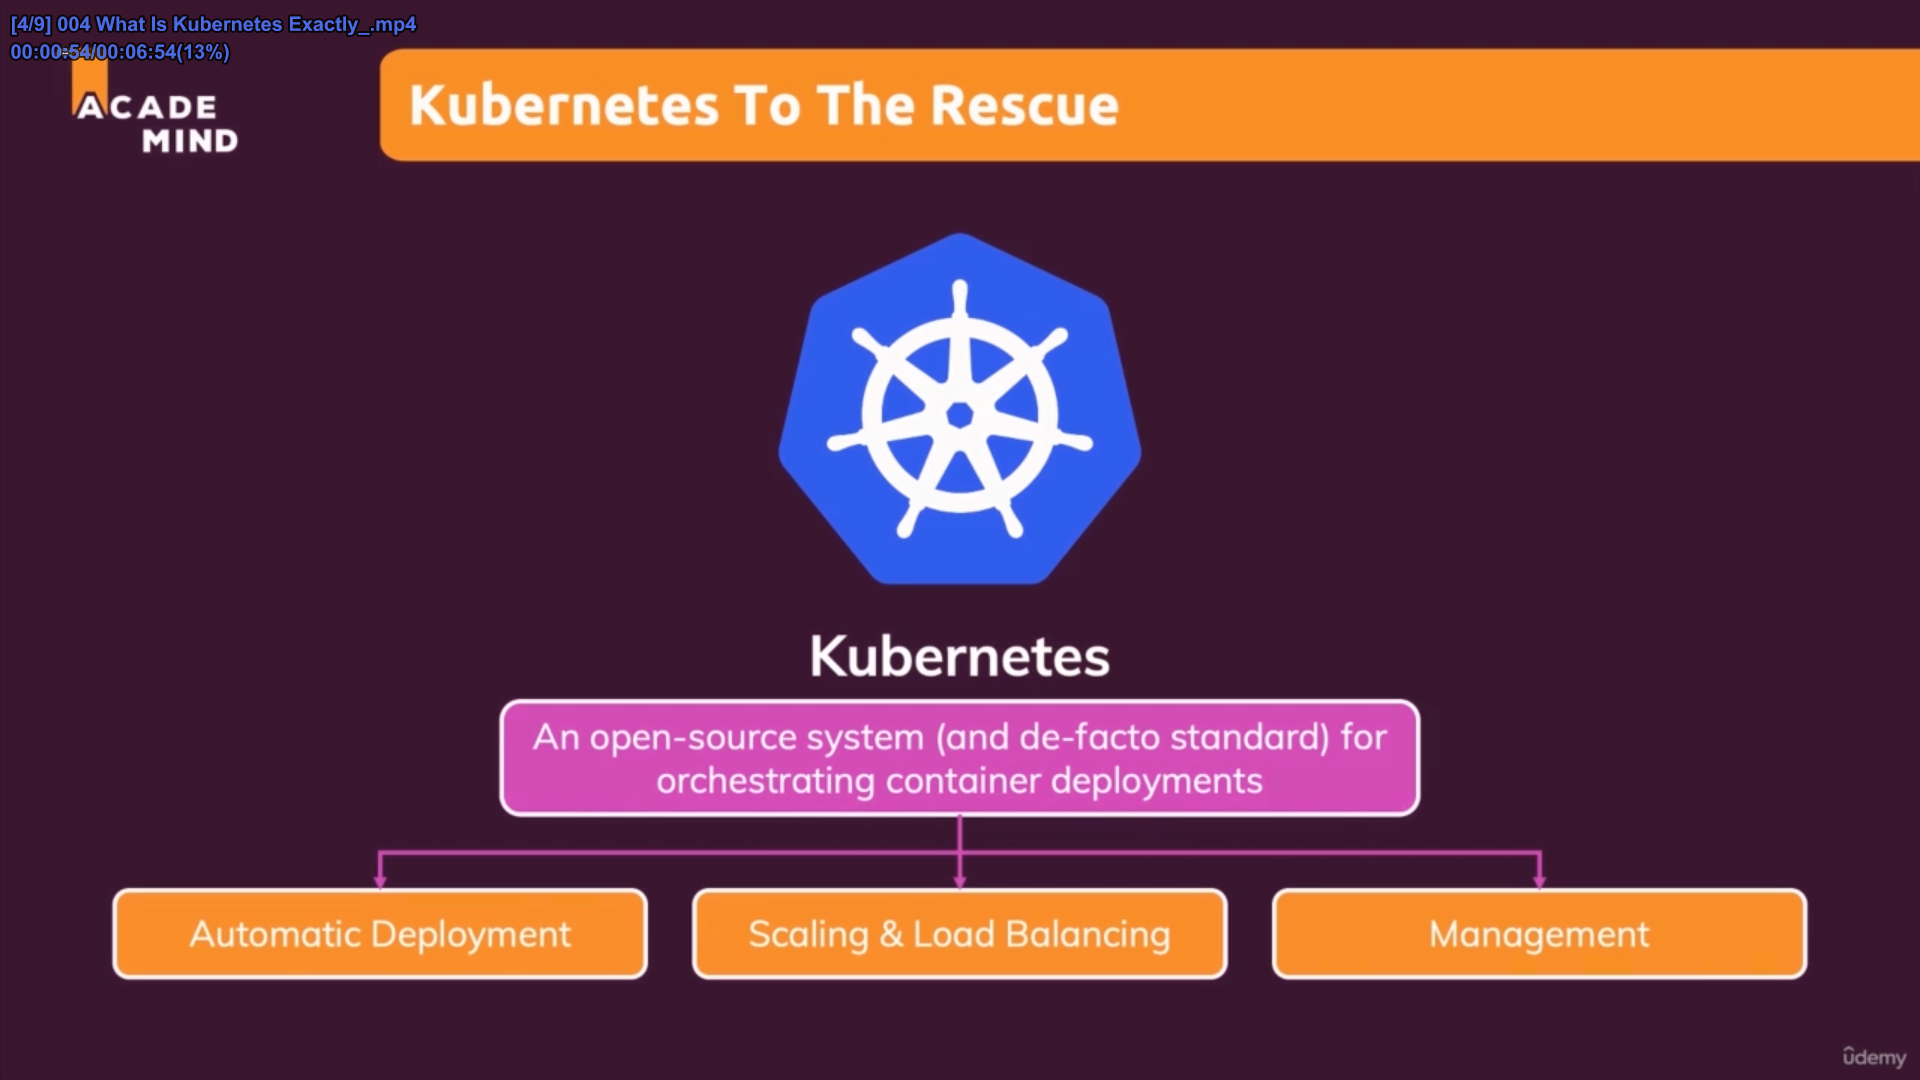 [4/9] 004 What Is Kubernetes Exactly_.mp4
00:00:54/00:06:54(13%)
ACADE
MIND
Kubernetes To The Rescue
Kubernetes
An open-source system (and de-facto standard) for
orchestrating container deployments
Automatic Deployment
Scaling & Load Balancing
Management
ûdemy